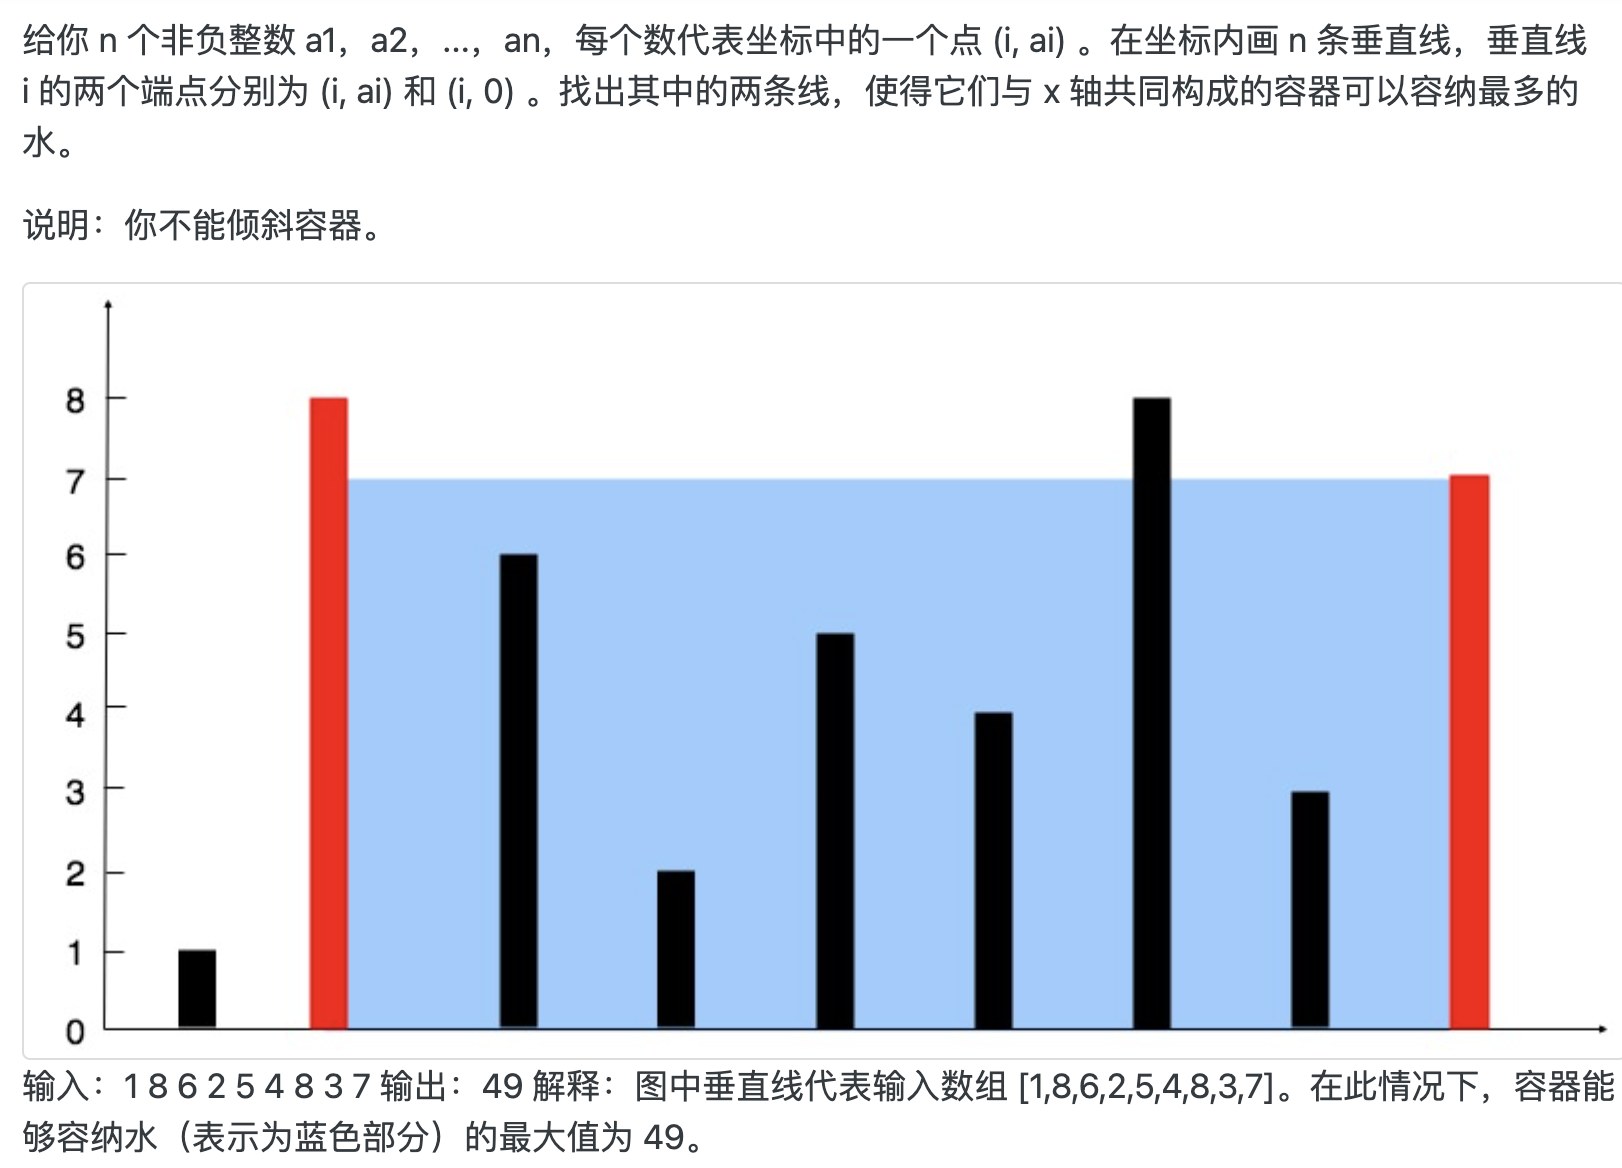 给你 n 个非负整数 a1，a2，...，an，每个数代表坐标中的一个点 (i, ai) 。在坐标内画 n 条垂直线，垂直线
i 的两个端点分别为 (i, ai) 和 (i, 0) 。找出其中的两条线，使得它们与 x 轴共同构成的容器可以容纳最多的
水。
说明：你不能倾斜容器。
8
7
6
5
4
3
2
1
0
输入：1 8 6 2 5 4 8 3 7 输出：49 解释：图中垂直线代表输入数组 [1,8,6,2,5,4,8,3,7]。在此情况下，容器能
够容纳水（表示为蓝色部分）的最大值为 49。